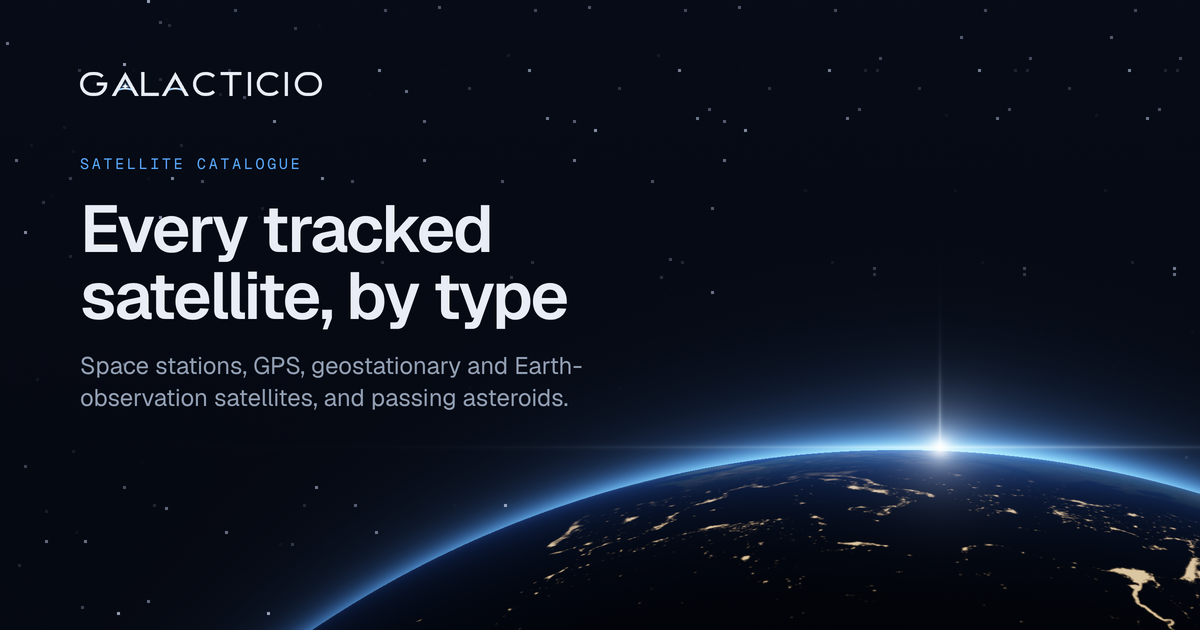 GALACTICIO
SATELLITE CATALOGUE
Every tracked
satellite, by type
Space stations, GPS, geostationary and Earth-
observation satellites, and passing asteroids.